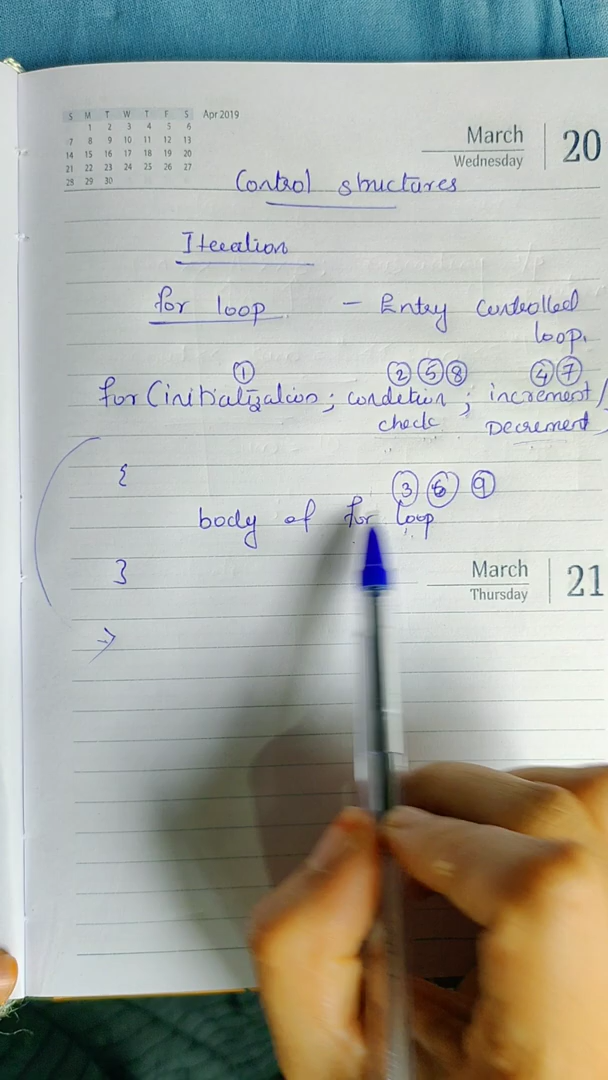 S M T W T F S Apr 2019
1 2 3 4 5 6
7 8 9 10 11 12 13
14 15 16 17 18 19 20
21 22 23 24 25 26 27
28 29 30
March
Wednesday
20
Control structures
Iteration
for loop - Entry Controlled
loop.
① ② ⑤ ⑧ ④ ⑦
for (initialization; condition; increment/
check Decrement)
{
③ ⑥ ⑨
body of for loop
}
March
Thursday
21